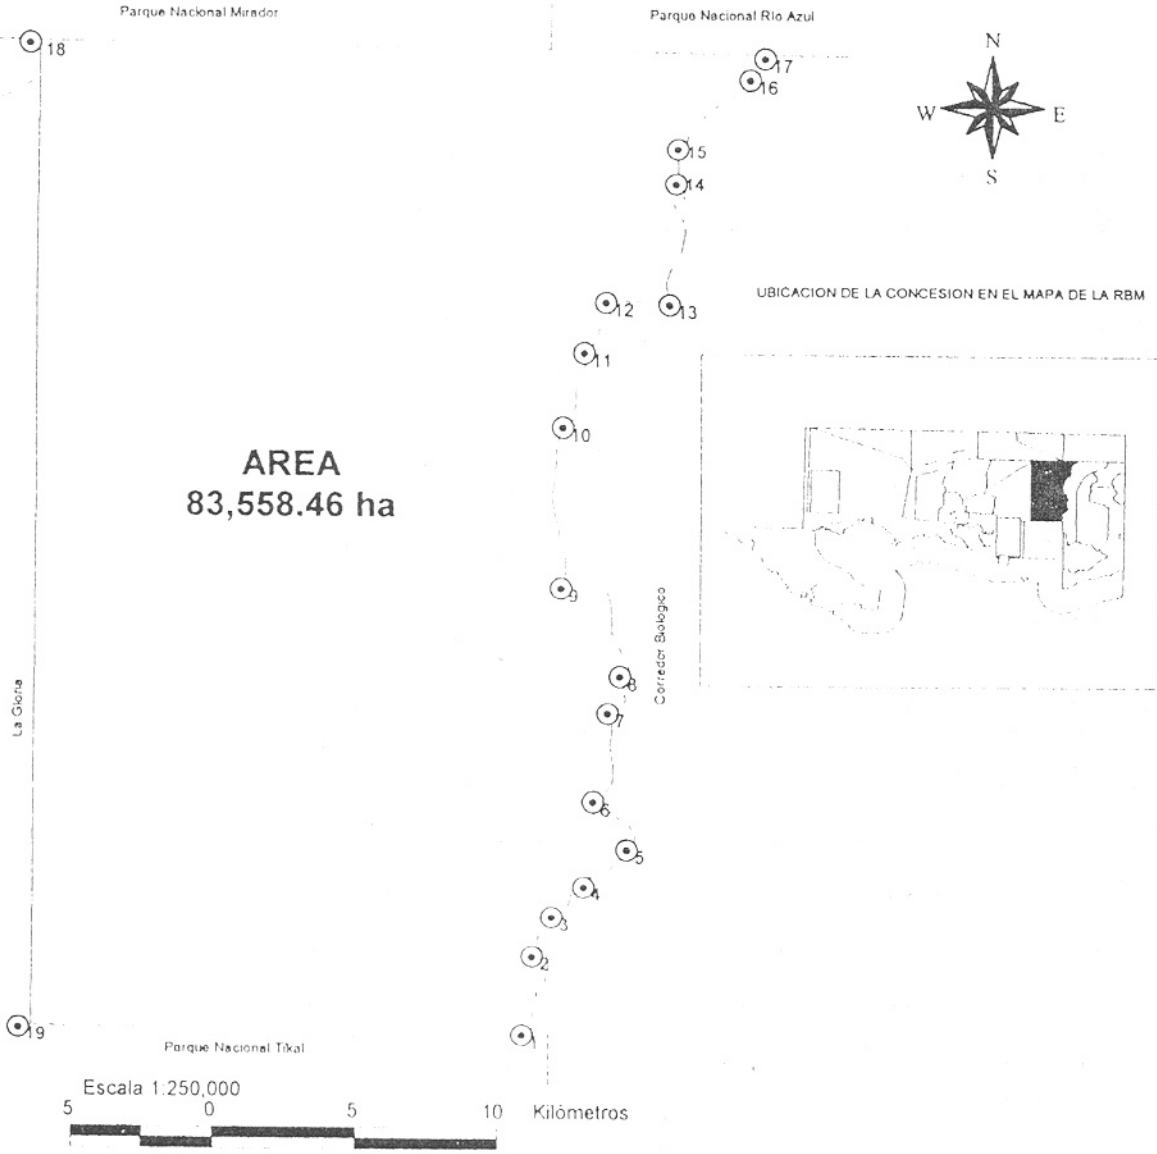 Parque Nacional Mirador
Parque Nacional Río Azul
18
17
16
N
W
E
S
15
14
12
13
UBICACION DE LA CONCESION EN EL MAPA DE LA RBM
11
10
AREA
83,558.46 ha
9
Corredor Biologico
8
La Gloria
7
6
5
4
3
2
19
1
Parque Nacional Tikal
Escala 1:250,000
5 0 5 10 Kilómetros